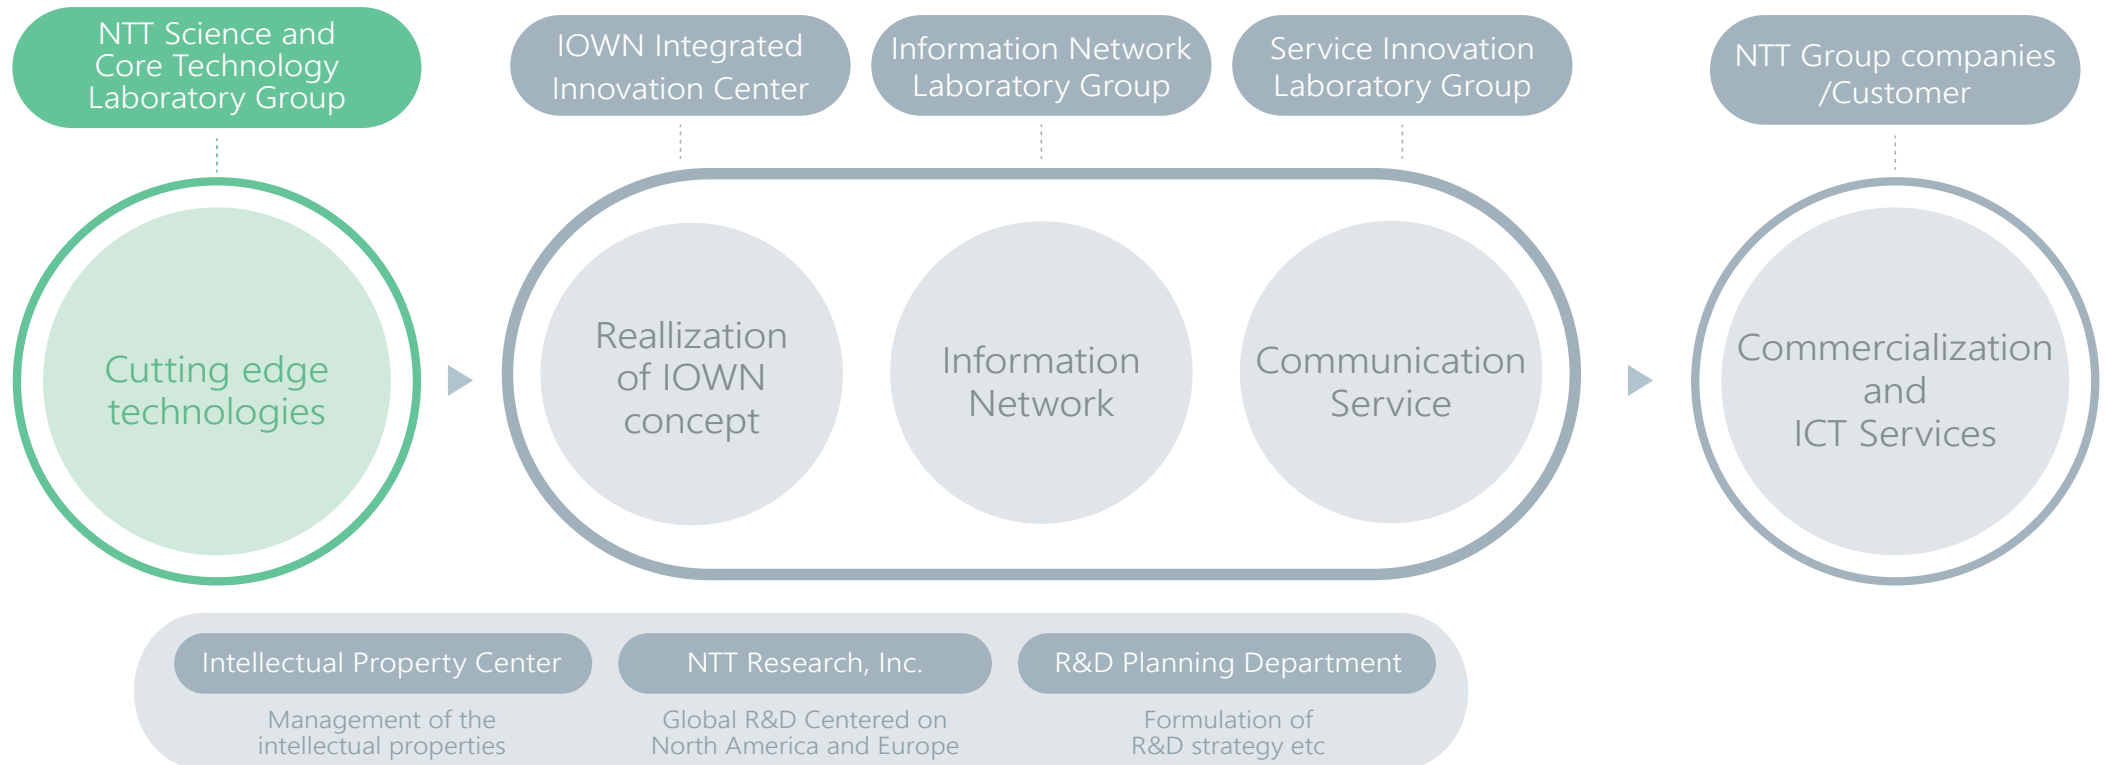 NTT Science and
Core Technology
Laboratory Group
IOWN Integrated
Innovation Center
Information Network
Laboratory Group
Service Innovation
Laboratory Group
NTT Group companies
/Customer
Cutting edge
technologies
Reallization
of IOWN
concept
Information
Network
Communication
Service
Commercialization
and
ICT Services
Intellectual Property Center
Management of the
intellectual properties
NTT Research, Inc.
Global R&D Centered on
North America and Europe
R&D Planning Department
Formulation of
R&D strategy etc